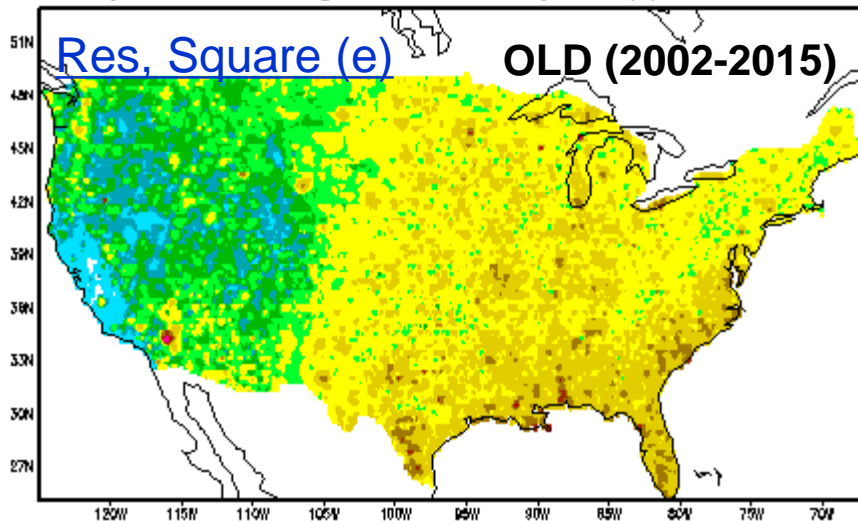 Res, Square (e) OLD (2002-2015)
51N
48N
45N
42N
39N
36N
33N
30N
27N
120W 115W 110W 105W 100W 95W 90W 85W 80W 75W 70W